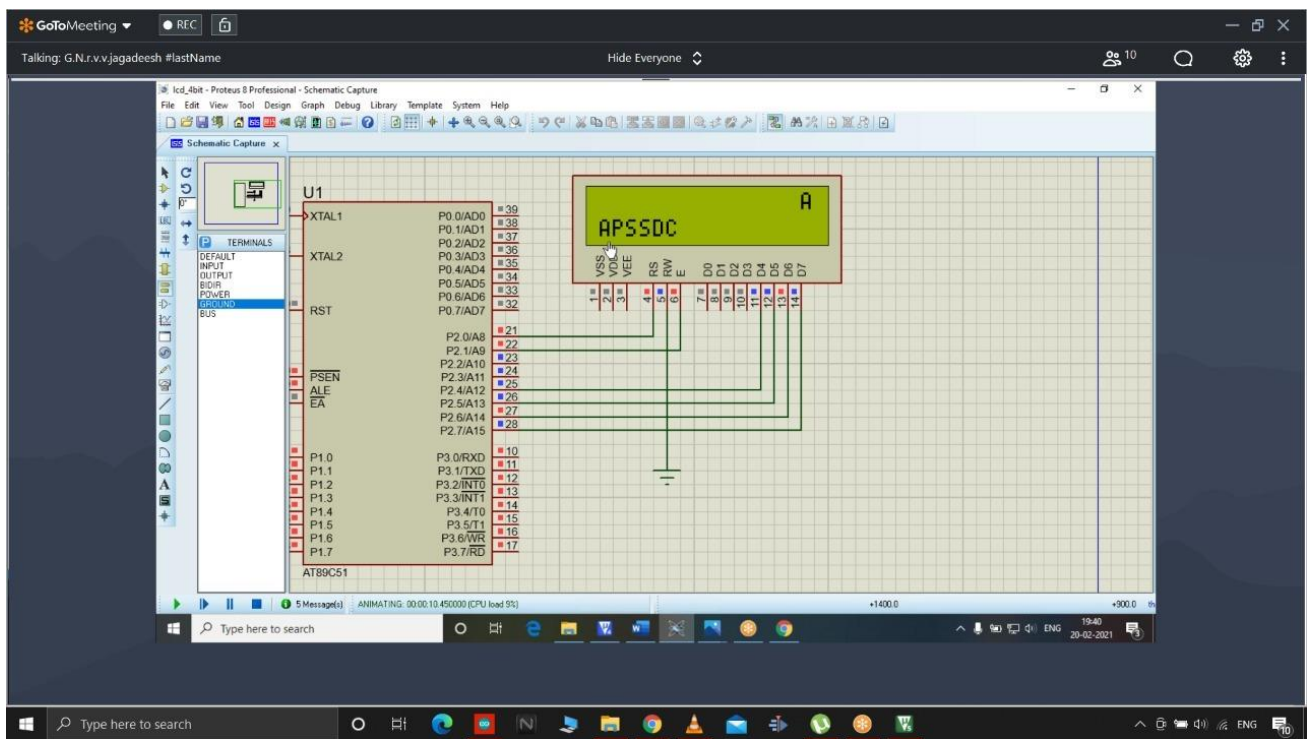 GoToMeeting
REC
Talking: G.N.r.v.v.jagadeesh #lastName
Hide Everyone
10
lcd_4bit - Proteus 8 Professional - Schematic Capture
File Edit View Tool Design Graph Debug Library Template System Help
Schematic Capture x
0°
P TERMINALS
DEFAULT
INPUT
OUTPUT
BIDIR
POWER
GROUND
BUS
U1
XTAL1
XTAL2
RST
PSEN
ALE
EA
P1.0
P1.1
P1.2
P1.3
P1.4
P1.5
P1.6
P1.7
AT89C51
P0.0/AD0 39
P0.1/AD1 38
P0.2/AD2 37
P0.3/AD3 36
P0.4/AD4 35
P0.5/AD5 34
P0.6/AD6 33
P0.7/AD7 32
P2.0/A8 21
P2.1/A9 22
P2.2/A10 23
P2.3/A11 24
P2.4/A12 25
P2.5/A13 26
P2.6/A14 27
P2.7/A15 28
P3.0/RXD 10
P3.1/TXD 11
P3.2/INT0 12
P3.3/INT1 13
P3.4/T0 14
P3.5/T1 15
P3.6/WR 16
P3.7/RD 17
A
APSSDC
VSS VDD VEE RS RW E D0 D1 D2 D3 D4 D5 D6 D7
1 2 3 4 5 6 7 8 9 10 11 12 13 14
5 Message(s) ANIMATING: 00:00:10.450000 (CPU load 9%) +1400.0 +900.0 th
Type here to search
ENG
19:40
20-02-2021
3
Type here to search
ENG
10